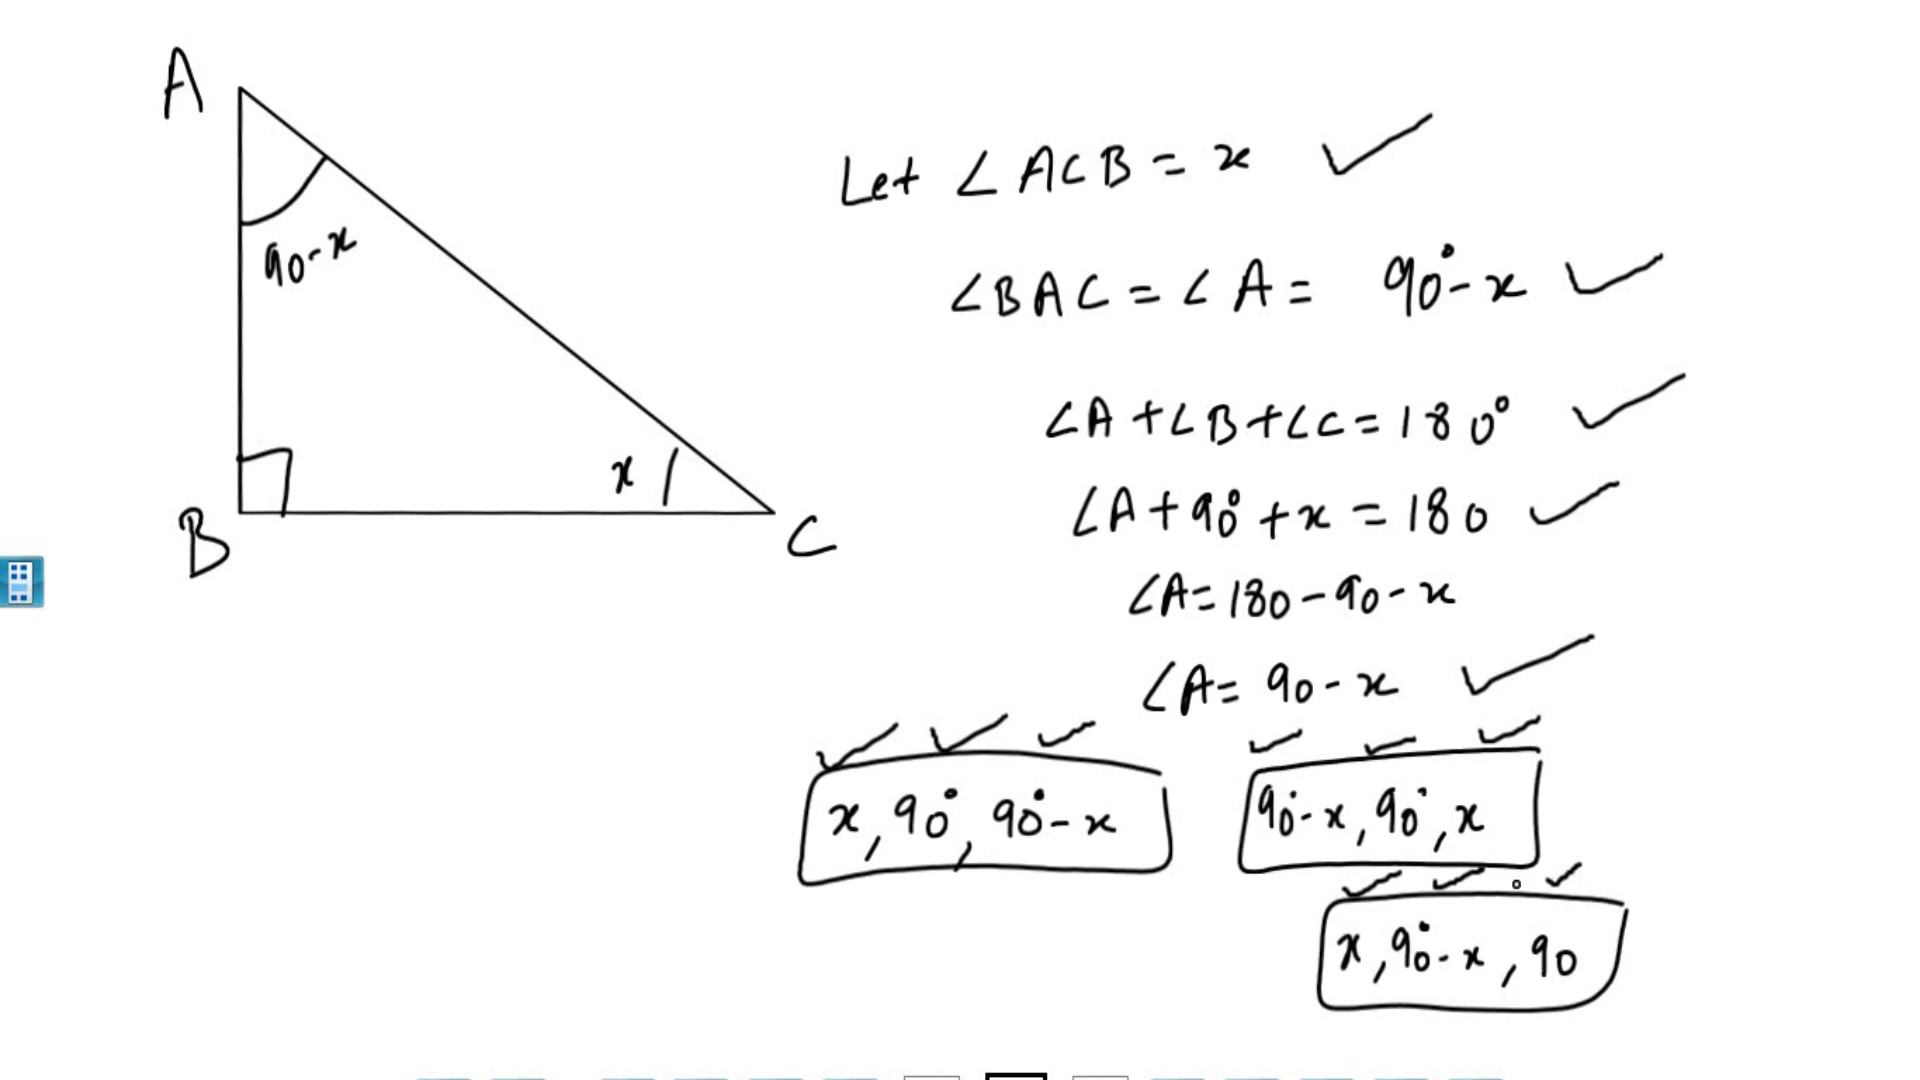 A
90-x
x
B
C
Let ∠ACB = x
∠BAC = ∠A = 90°-x
∠A+∠B+∠C=180°
∠A+90°+x=180
∠A=180-90-x
∠A=90-x
x, 90°, 90°-x
90°-x, 90°, x
x, 90°-x, 90